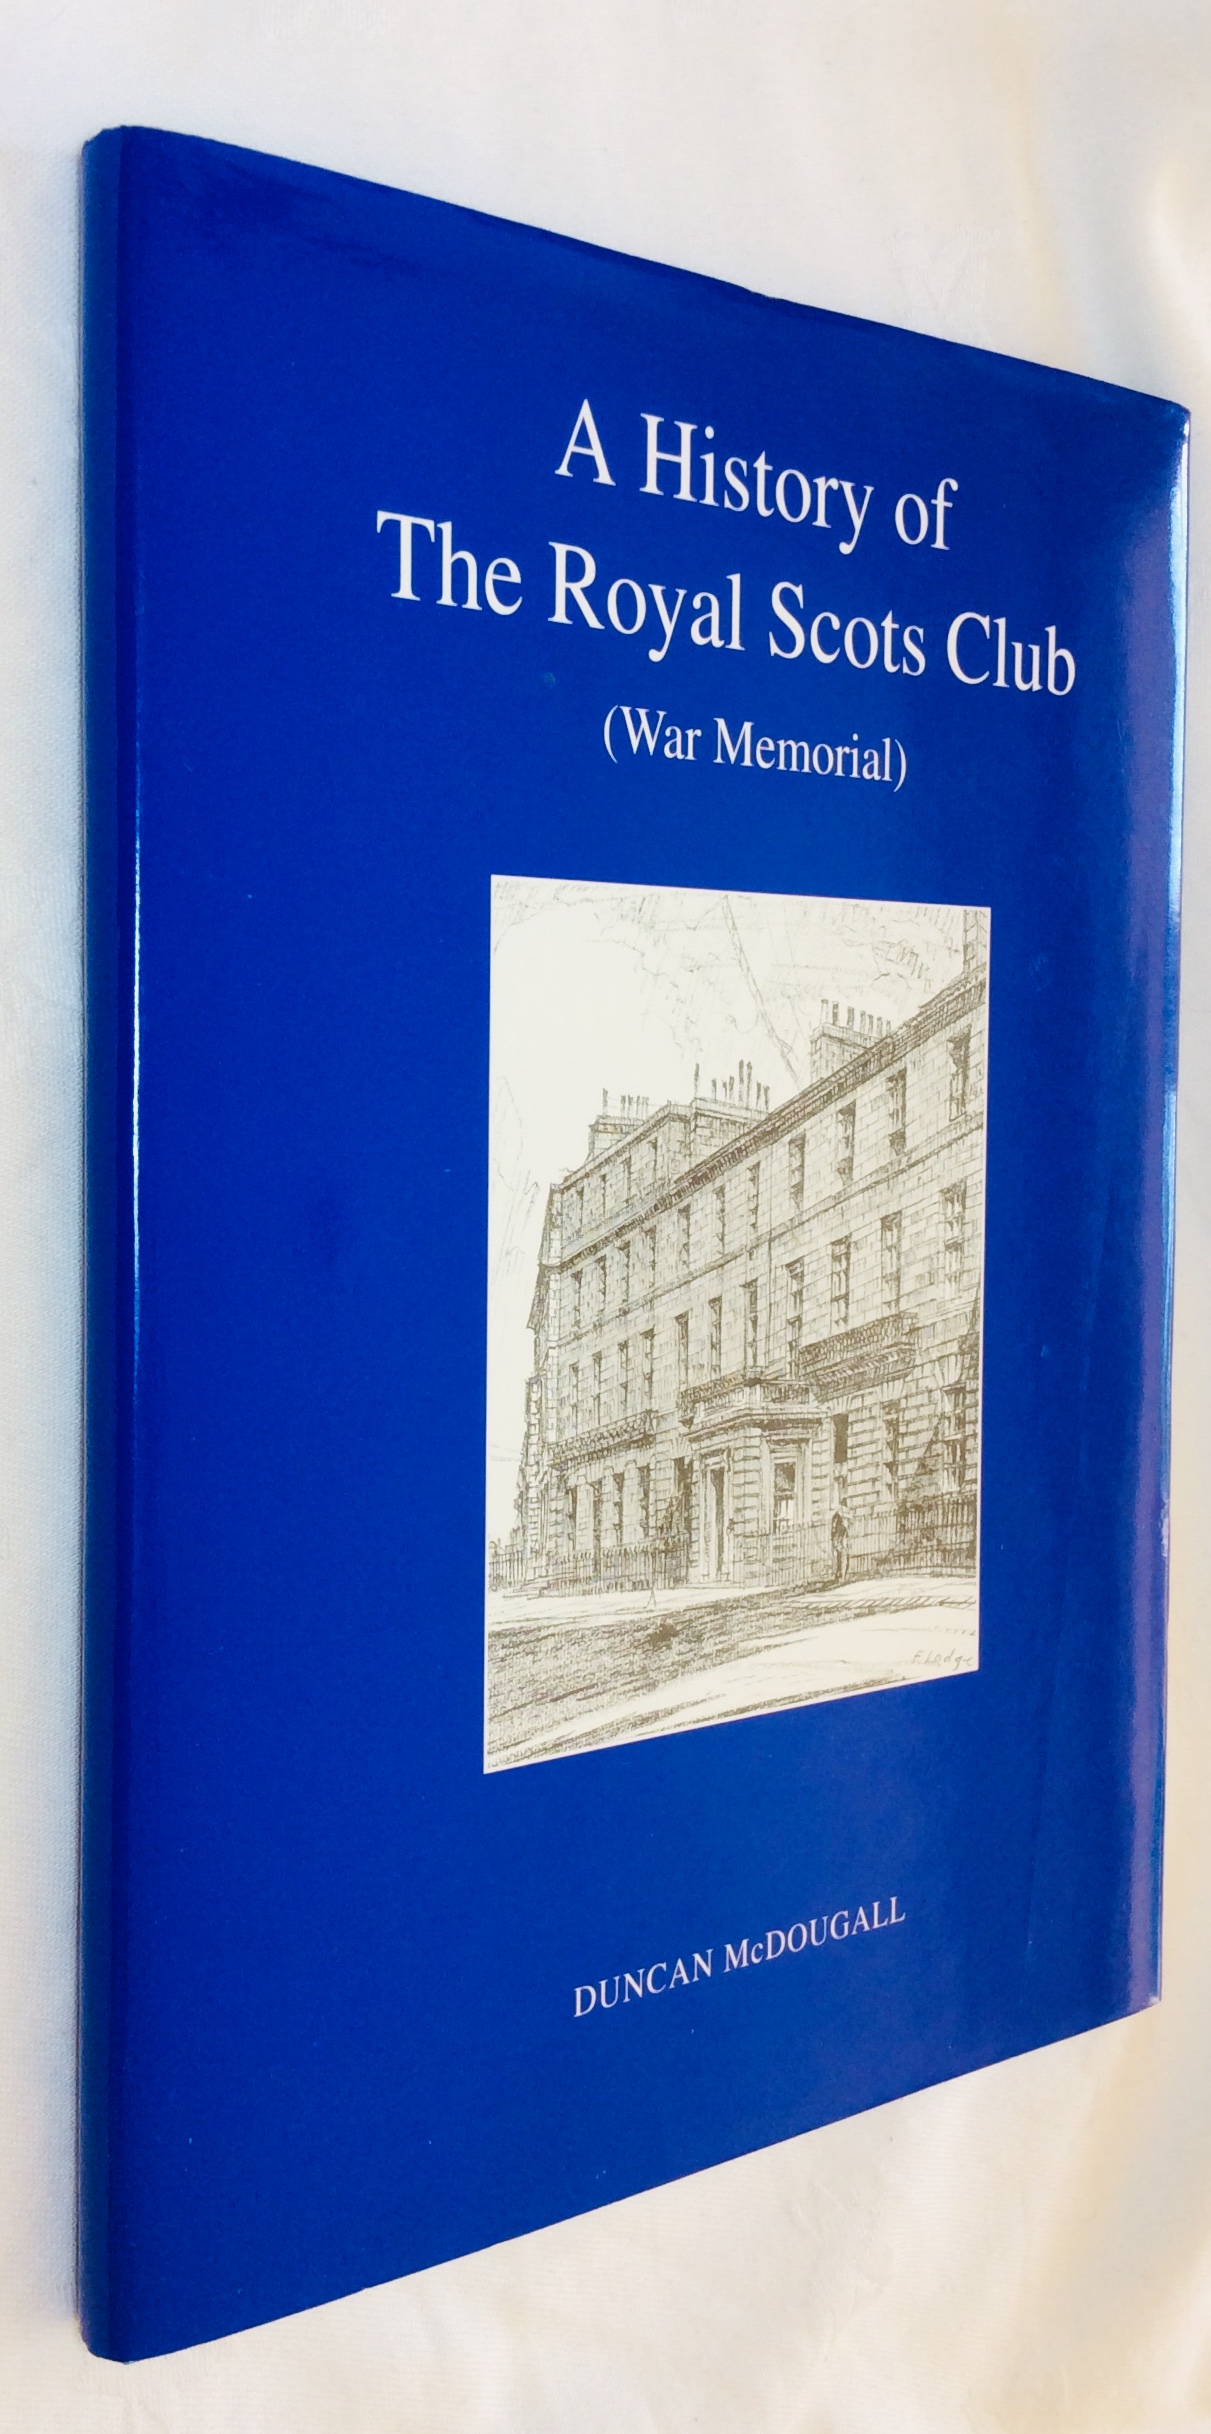 A History of
The Royal Scots Club
(War Memorial)
F. Lodge
DUNCAN McDOUGALL